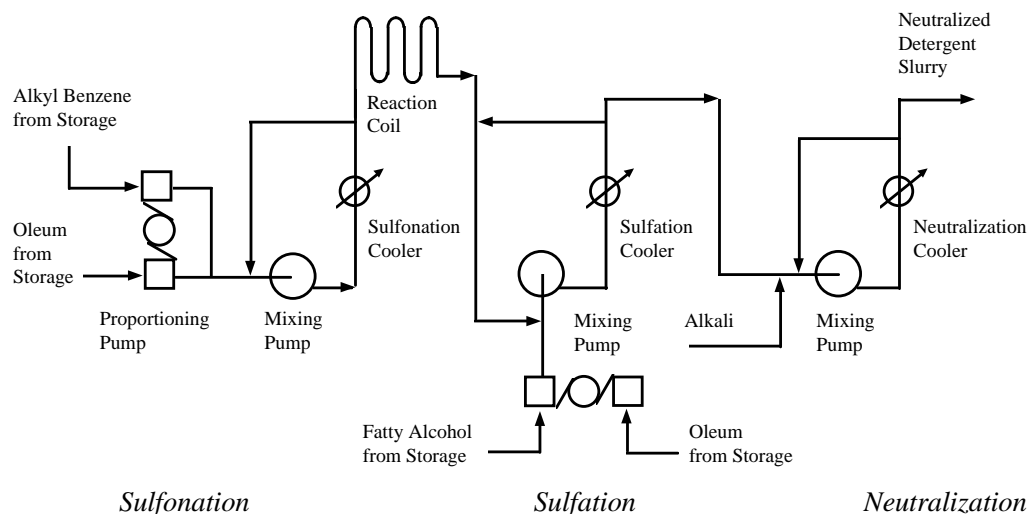 Neutralized
Detergent
Slurry
Alkyl Benzene
from Storage
Reaction
Coil
Oleum
from
Storage
Sulfonation
Cooler
Sulfation
Cooler
Neutralization
Cooler
Proportioning
Pump
Mixing
Pump
Mixing
Pump
Alkali
Mixing
Pump
Fatty Alcohol
from Storage
Oleum
from Storage
Sulfonation
Sulfation
Neutralization